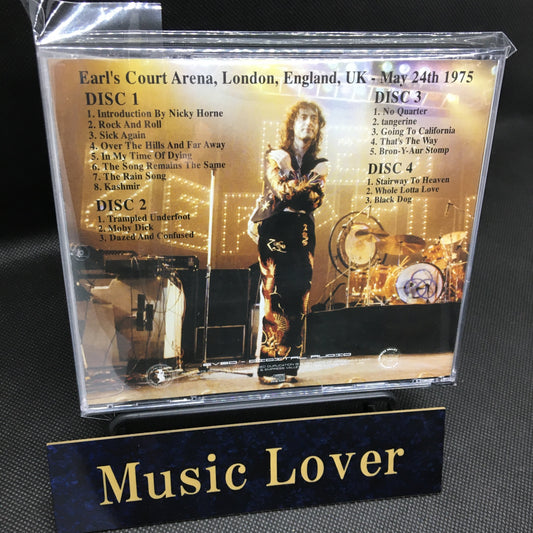 Earl's Court Arena, London, England, UK - May 24th 1975
DISC 1
1. Introduction By Nicky Horne
2. Rock And Roll
3. Sick Again
4. Over The Hills And Far Away
5. In My Time Of Dying
6. The Song Remains The Same
7. The Rain Song
8. Kashmir
DISC 2
1. Trampled Underfoot
2. Moby Dick
3. Dazed And Confused
DISC 3
1. No Quarter
2. tangerine
3. Going To California
4. That's The Way
5. Bron-Y-Aur Stomp
DISC 4
1. Stairway To Heaven
2. Whole Lotta Love
3. Black Dog
DIGITAL AUDIO
Music Lover